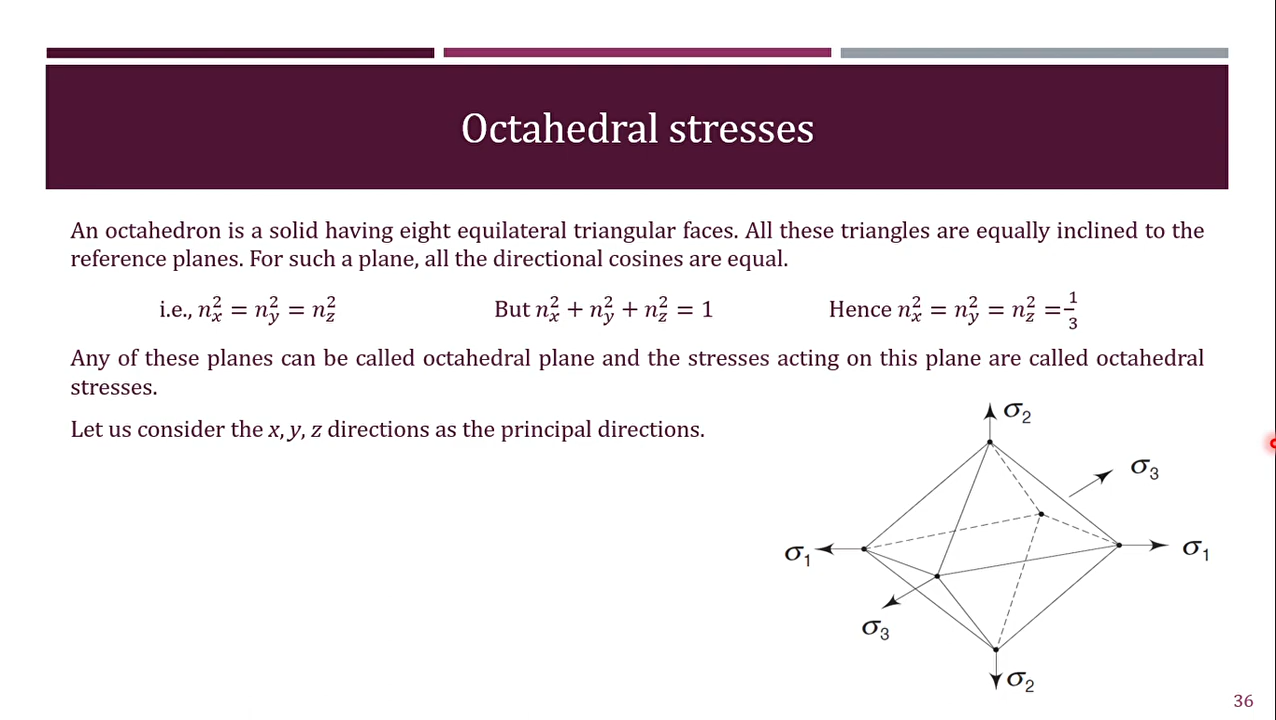 Octahedral stresses
An octahedron is a solid having eight equilateral triangular faces. All these triangles are equally inclined to the
reference planes. For such a plane, all the directional cosines are equal.
i.e., $n_x^2 = n_y^2 = n_z^2$ But $n_x^2 + n_y^2 + n_z^2 = 1$ Hence $n_x^2 = n_y^2 = n_z^2 = \frac{1}{3}$
Any of these planes can be called octahedral plane and the stresses acting on this plane are called octahedral
stresses.
Let us consider the x, y, z directions as the principal directions.
σ₂
σ₃
σ₁
σ₁
σ₃
σ₂
36